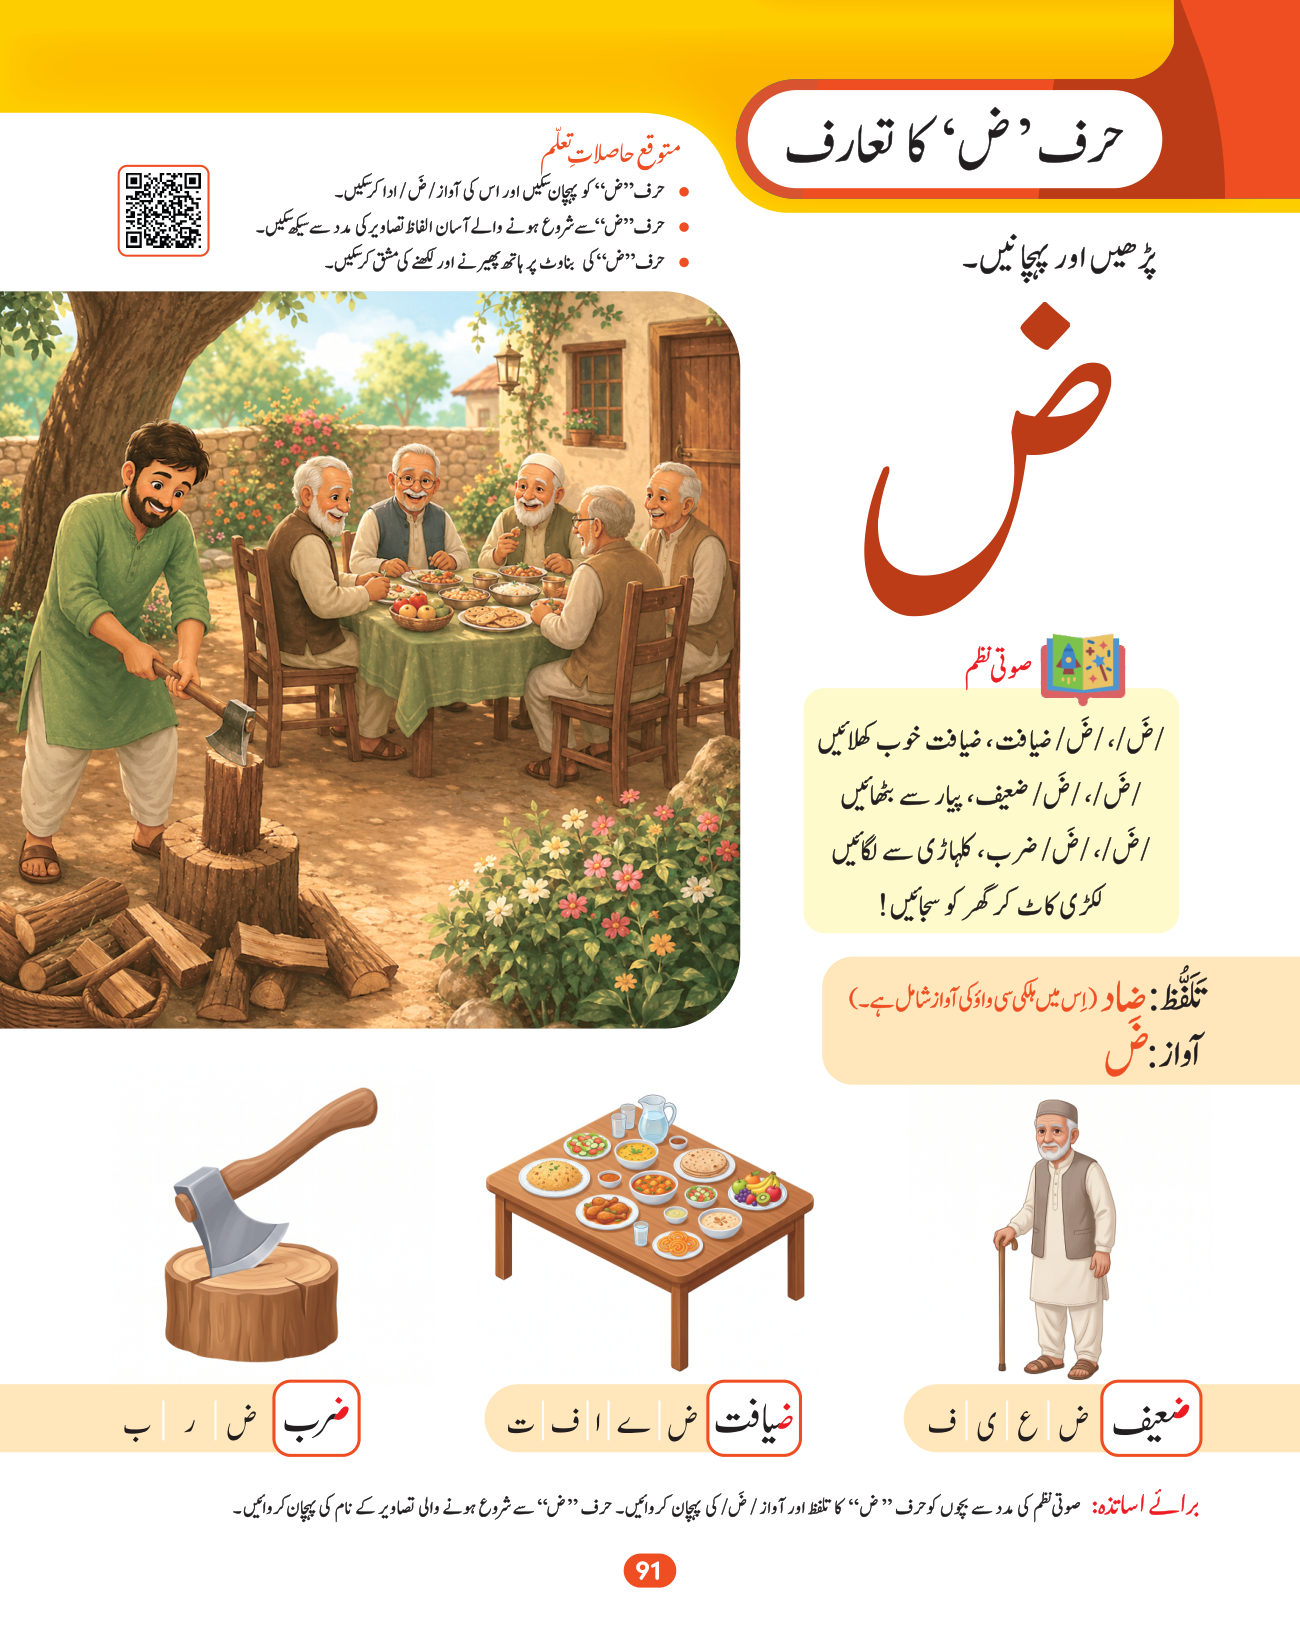 حرف ’ض‘ کا تعارف
متوقع حاصلاتِ تعلّم
• حرف ”ض“ کو پہچان سکیں اور اس کی آواز /ضَ/ ادا کر سکیں۔
• حرف ”ض“ سے شروع ہونے والے آسان الفاظ تصاویر کی مدد سے سیکھ سکیں۔
• حرف ”ض“ کی بناوٹ پر ہاتھ پھیرنے اور لکھنے کی مشق کر سکیں۔
پڑھیں اور پہچانیں۔
ض
صوتی نظم
/ضَ/، /ضَ/ ضیافت، ضیافت خوب کھلائیں
/ضَ/، /ضَ/ ضعیف، پیار سے بٹھائیں
/ضَ/، /ضَ/ ضرب، کلہاڑی سے لگائیں
لکڑی کاٹ کر گھر کو سجائیں!
تَلَفُّظ: ضَاد (اِس میں ہلکی سی واؤ کی آواز شامل ہے۔)
آواز: ضَ
ضعیف ض | ع | ی | ف
ضیافت ض | ے | ا | ف | ت
ضرب ض | ر | ب
برائے اساتذہ: صوتی نظم کی مدد سے بچوں کو حرف ”ض“ کا تلفظ اور آواز /ضَ/ کی پہچان کروائیں۔ حرف ”ض“ سے شروع ہونے والی تصاویر کے نام کی پہچان کروائیں۔
91